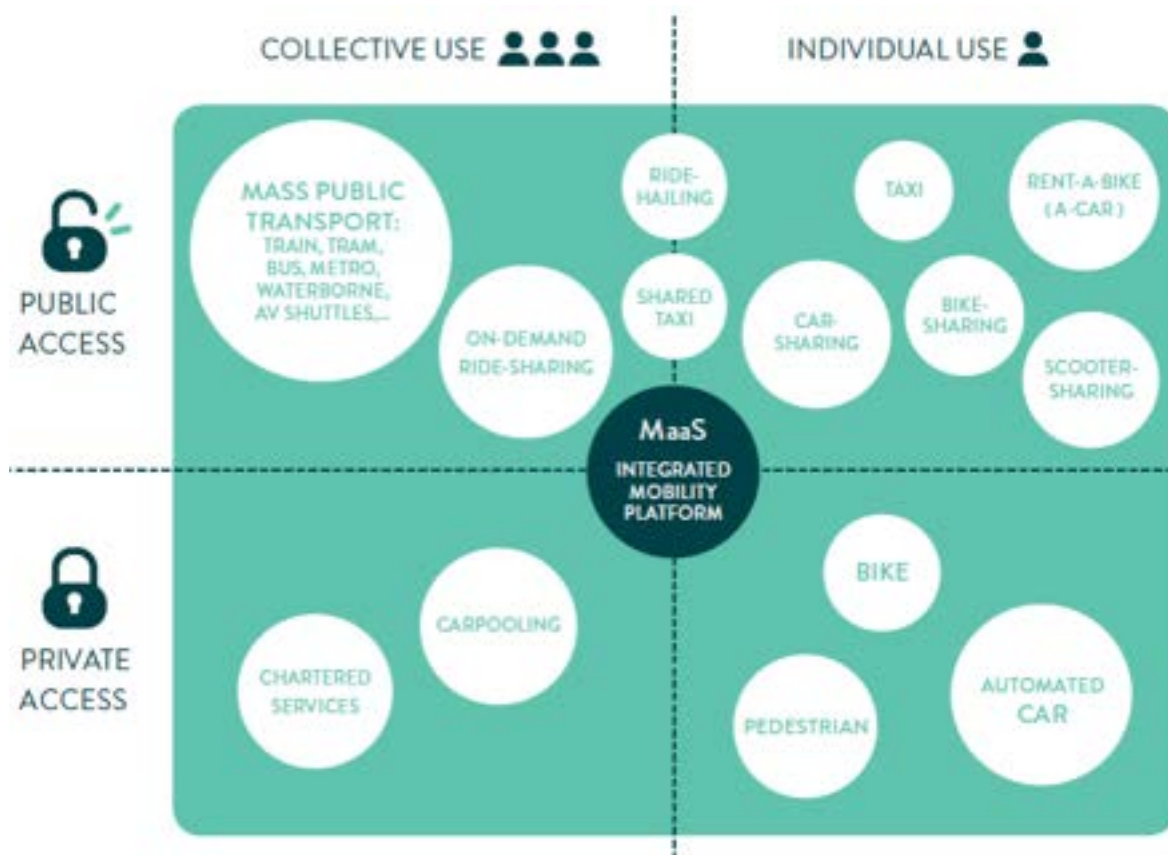 COLLECTIVE USE
INDIVIDUAL USE
PUBLIC
ACCESS
MASS PUBLIC
TRANSPORT:
TRAIN, TRAM,
BUS, METRO,
WATERBORNE,
AV SHUTTLES,...
ON-DEMAND
RIDE-SHARING
RIDE-
HAILING
SHARED
TAXI
TAXI
RENT-A-BIKE
(A-CAR)
CAR-
SHARING
BIKE-
SHARING
SCOOTER-
SHARING
MaaS
INTEGRATED
MOBILITY
PLATFORM
PRIVATE
ACCESS
CHARTERED
SERVICES
CARPOOLING
BIKE
PEDESTRIAN
AUTOMATED
CAR